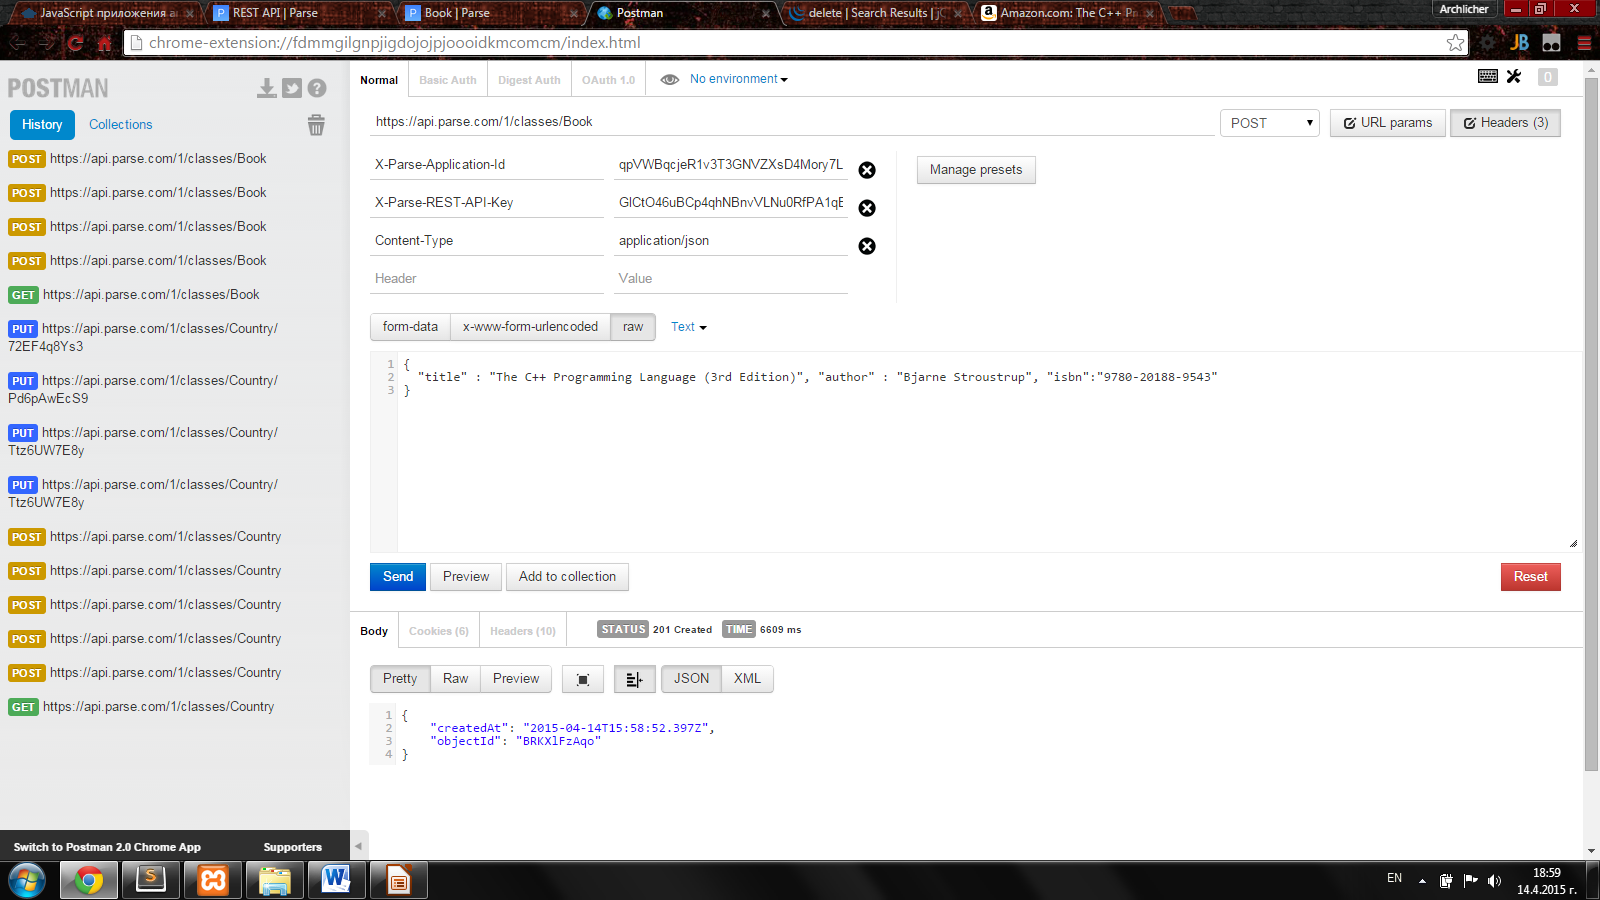 JavaScript приложения
REST API | Parse
Book | Parse
Postman
delete | Search Results |
Amazon.com: The C++
Archlicher
chrome-extension://fdmmgilgnpjigdojojpjoooidkmcomcm/index.html
JB
POSTMAN
History
Collections
POST https://api.parse.com/1/classes/Book
POST https://api.parse.com/1/classes/Book
POST https://api.parse.com/1/classes/Book
POST https://api.parse.com/1/classes/Book
GET https://api.parse.com/1/classes/Book
PUT https://api.parse.com/1/classes/Country/
72EF4q8Ys3
PUT https://api.parse.com/1/classes/Country/
Pd6pAwEcS9
PUT https://api.parse.com/1/classes/Country/
Ttz6UW7E8y
PUT https://api.parse.com/1/classes/Country/
Ttz6UW7E8y
POST https://api.parse.com/1/classes/Country
POST https://api.parse.com/1/classes/Country
POST https://api.parse.com/1/classes/Country
POST https://api.parse.com/1/classes/Country
POST https://api.parse.com/1/classes/Country
GET https://api.parse.com/1/classes/Country
Switch to Postman 2.0 Chrome App
Supporters
Normal
Basic Auth
Digest Auth
OAuth 1.0
No environment
0
https://api.parse.com/1/classes/Book
POST
URL params
Headers (3)
X-Parse-Application-Id qpVWBqcjeR1v3T3GNVZXsD4Mory7L
X-Parse-REST-API-Key GlCtO46uBCp4qhNBnvVLNu0RfPA1qE
Content-Type application/json
Header Value
Manage presets
form-data
x-www-form-urlencoded
raw
Text
1 {
2 "title" : "The C++ Programming Language (3rd Edition)", "author" : "Bjarne Stroustrup", "isbn":"9780-20188-9543"
3 }
Send
Preview
Add to collection
Reset
Body
Cookies (6)
Headers (10)
STATUS 201 Created
TIME 6609 ms
Pretty
Raw
Preview
JSON
XML
1 {
2 "createdAt": "2015-04-14T15:58:52.397Z",
3 "objectId": "BRKXlFzAqo"
4 }
EN
18:59
14.4.2015 г.